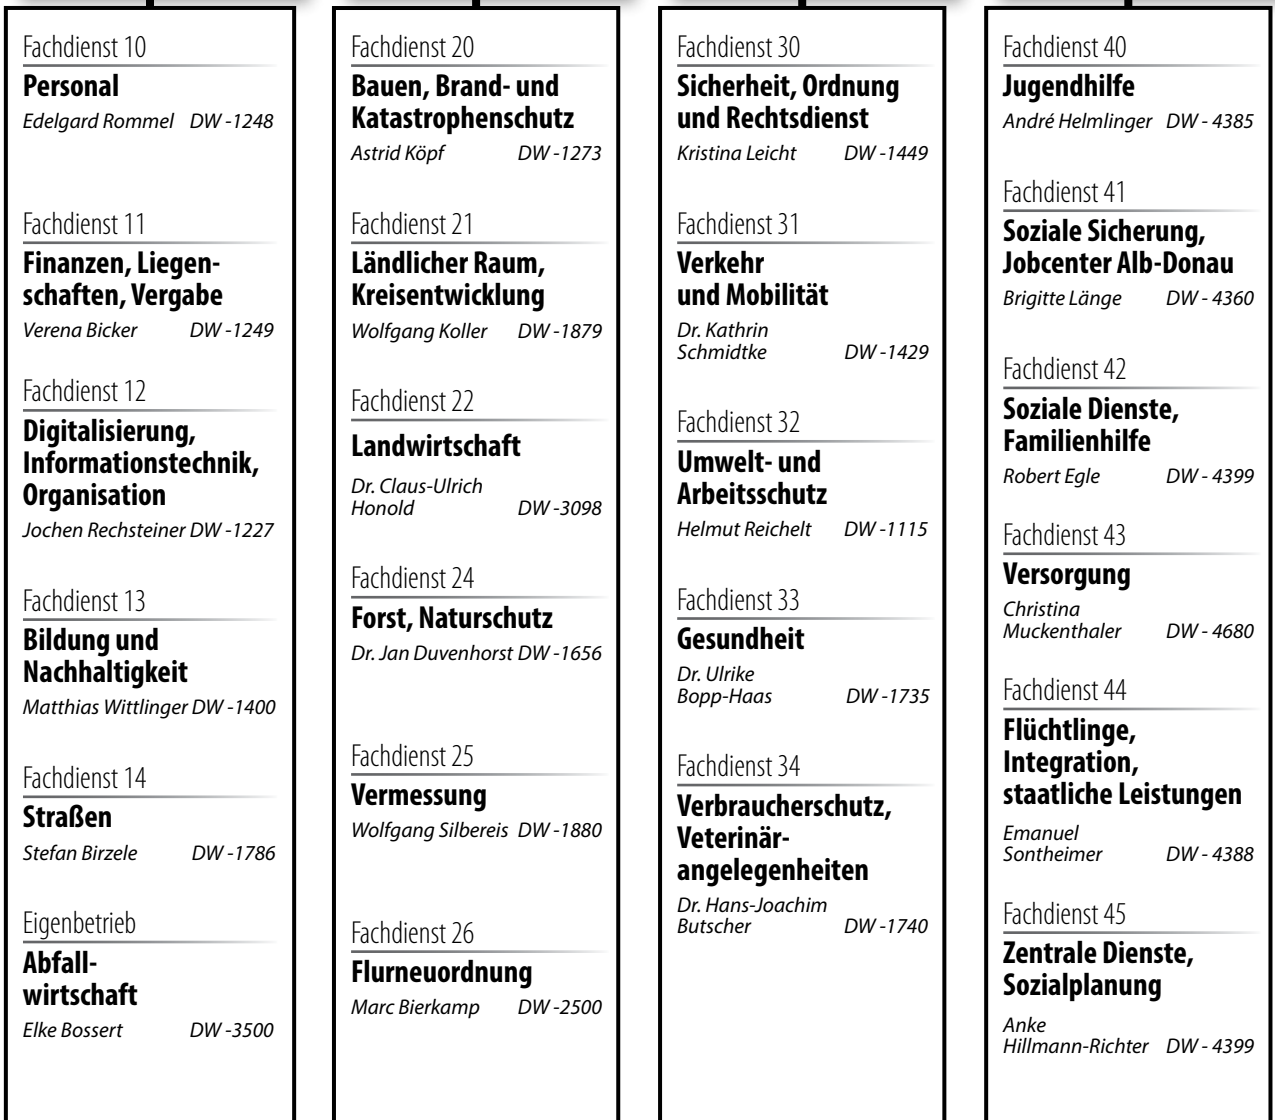 Fachdienst 10
Personal
Edelgard Rommel DW -1248
Fachdienst 11
Finanzen, Liegen-
schaften, Vergabe
Verena Bicker DW -1249
Fachdienst 12
Digitalisierung,
Informationstechnik,
Organisation
Jochen Rechsteiner DW -1227
Fachdienst 13
Bildung und
Nachhaltigkeit
Matthias Wittlinger DW -1400
Fachdienst 14
Straßen
Stefan Birzele DW -1786
Eigenbetrieb
Abfall-
wirtschaft
Elke Bossert DW -3500
Fachdienst 20
Bauen, Brand- und
Katastrophenschutz
Astrid Köpf DW -1273
Fachdienst 21
Ländlicher Raum,
Kreisentwicklung
Wolfgang Koller DW -1879
Fachdienst 22
Landwirtschaft
Dr. Claus-Ulrich
Honold DW -3098
Fachdienst 24
Forst, Naturschutz
Dr. Jan Duvenhorst DW -1656
Fachdienst 25
Vermessung
Wolfgang Silbereis DW -1880
Fachdienst 26
Flurneuordnung
Marc Bierkamp DW -2500
Fachdienst 30
Sicherheit, Ordnung
und Rechtsdienst
Kristina Leicht DW -1449
Fachdienst 31
Verkehr
und Mobilität
Dr. Kathrin
Schmidtke DW -1429
Fachdienst 32
Umwelt- und
Arbeitsschutz
Helmut Reichelt DW -1115
Fachdienst 33
Gesundheit
Dr. Ulrike
Bopp-Haas DW -1735
Fachdienst 34
Verbraucherschutz,
Veterinär-
angelegenheiten
Dr. Hans-Joachim
Butscher DW -1740
Fachdienst 40
Jugendhilfe
André Helmlinger DW - 4385
Fachdienst 41
Soziale Sicherung,
Jobcenter Alb-Donau
Brigitte Länge DW - 4360
Fachdienst 42
Soziale Dienste,
Familienhilfe
Robert Egle DW - 4399
Fachdienst 43
Versorgung
Christina
Muckenthaler DW - 4680
Fachdienst 44
Flüchtlinge,
Integration,
staatliche Leistungen
Emanuel
Sontheimer DW - 4388
Fachdienst 45
Zentrale Dienste,
Sozialplanung
Anke
Hillmann-Richter DW - 4399